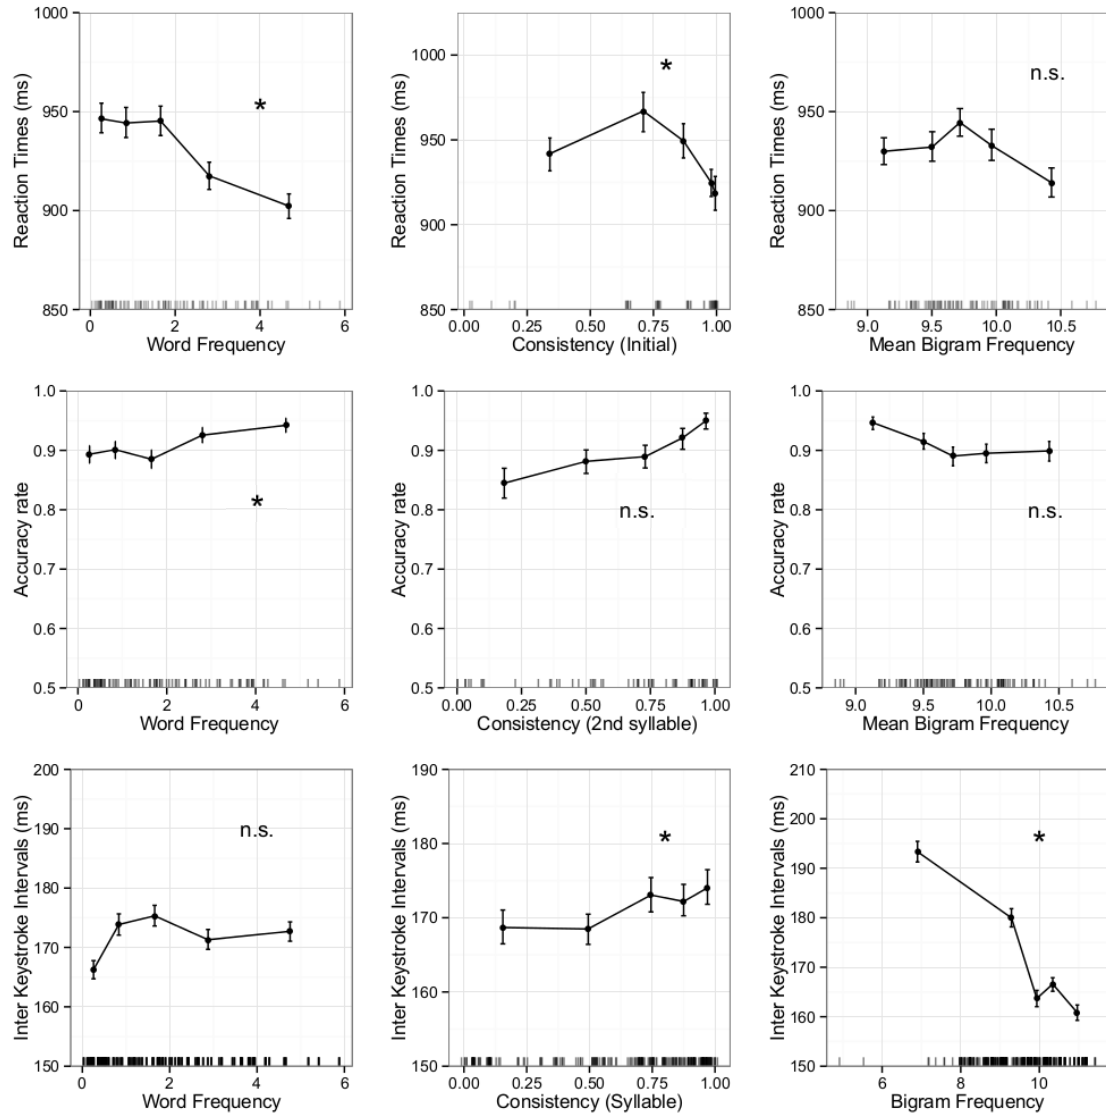 1000
950
900
850
Reaction Times (ms)
*
0 2 4 6
Word Frequency
1000
950
900
850
Reaction Times (ms)
*
0.00 0.25 0.50 0.75 1.00
Consistency (Initial)
1000
950
900
850
Reaction Times (ms)
n.s.
9.0 9.5 10.0 10.5
Mean Bigram Frequency
1.0
0.9
0.8
0.7
0.6
0.5
Accuracy rate
*
0 2 4 6
Word Frequency
1.0
0.9
0.8
0.7
0.6
0.5
Accuracy rate
n.s.
0.00 0.25 0.50 0.75 1.00
Consistency (2nd syllable)
1.0
0.9
0.8
0.7
0.6
0.5
Accuracy rate
n.s.
9.0 9.5 10.0 10.5
Mean Bigram Frequency
200
190
180
170
160
150
Inter Keystroke Intervals (ms)
n.s.
0 2 4 6
Word Frequency
190
180
170
160
150
Inter Keystroke Intervals (ms)
*
0.00 0.25 0.50 0.75 1.00
Consistency (Syllable)
210
200
190
180
170
160
150
Inter Keystroke Intervals (ms)
*
6 8 10
Bigram Frequency